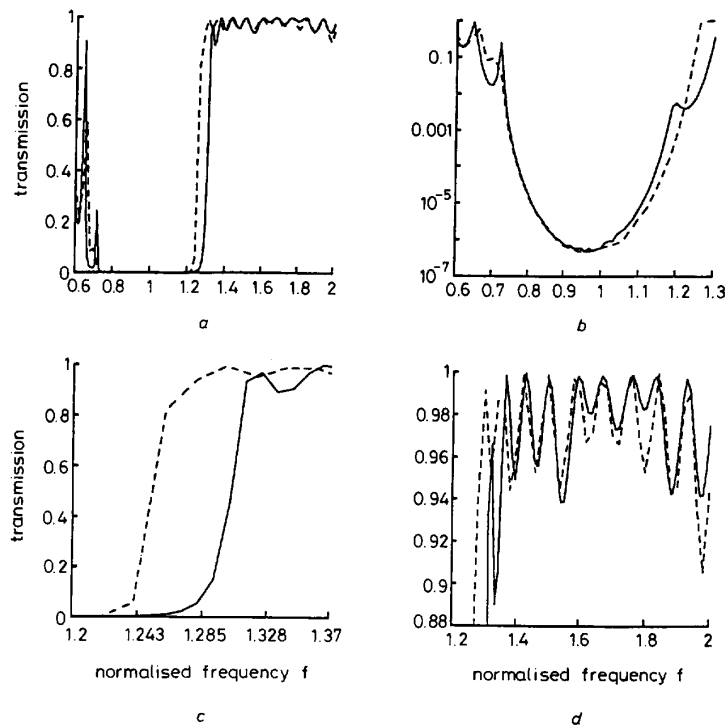 transmission
1
0.8
0.6
0.4
0.2
0
0.6 0.8 1 1.2 1.4 1.6 1.8 2
a
0.1
0.001
10-5
10-7
0.6 0.7 0.8 0.9 1 1.1 1.2 1.3
b
transmission
1
0.8
0.6
0.4
0.2
0
1.2 1.243 1.285 1.328 1.37
normalised frequency f
c
1
0.98
0.96
0.94
0.92
0.9
0.88
1.2 1.4 1.6 1.8 2
normalised frequency f
d